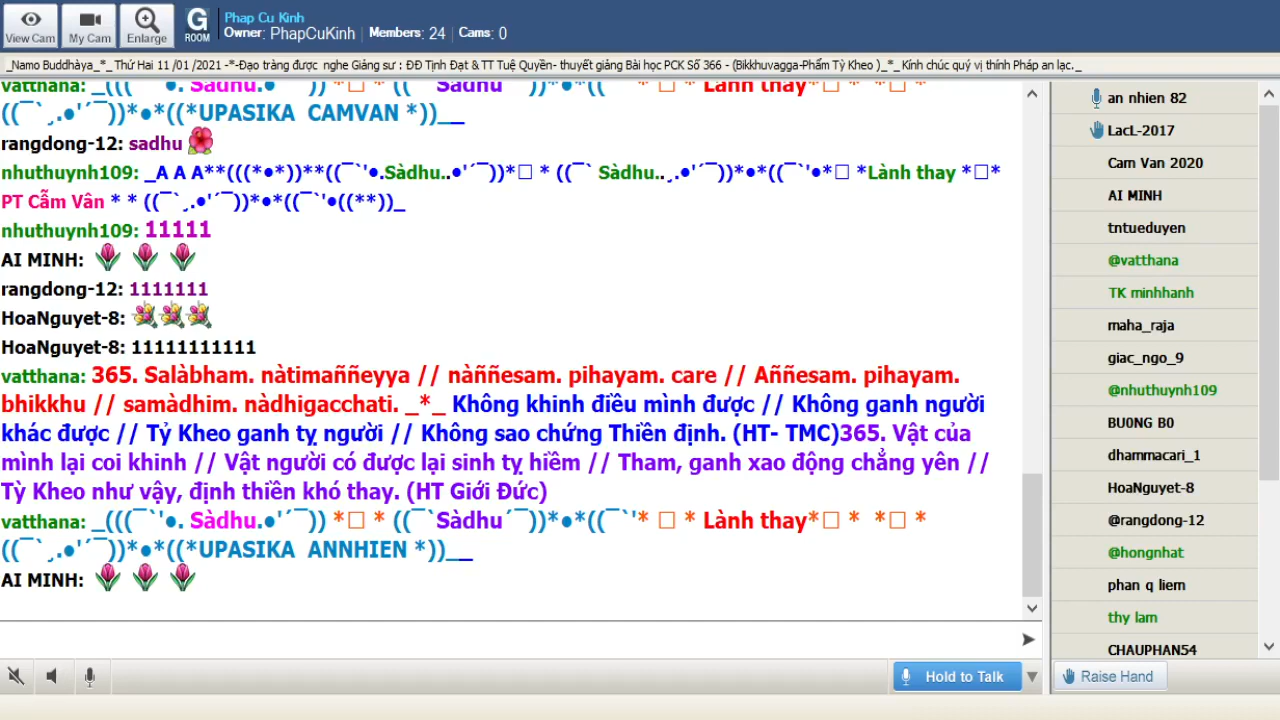 View Cam
My Cam
Enlarge
G
ROOM
Phap Cu Kinh
Owner: PhapCuKinh | Members: 24 | Cams: 0
_Namo Buddhàya_*_ Thứ Hai 11 /01 /2021 -*-Đạo tràng được nghe Giảng sư : ĐĐ Tịnh Đạt & TT Tuệ Quyền- thuyết giảng Bài học PCK Số 366 - (Bikkhuvagga-Phẩm Tỳ Kheo )_*_Kính chúc quý vị thính Pháp an lạc._
vatthana: _(((¯`'●. Sàdhu.●'´¯)) *□ * ((¯`Sàdhu´¯))*●*((¯`'* □ * Lành thay*□ * *□ *
((¯`¸.●'´¯))*●*((*UPASIKA CAMVAN *))__
rangdong-12: sadhu
nhuthuynh109: _A A A**(((*●*))**((¯`'●.Sàdhu..●'´¯))*□ * ((¯` Sàdhu..¸.●'´¯))*●*((¯`'●*□ *Lành thay *□*
PT Cẫm Vân * * ((¯`¸.●'´¯))*●*((¯`'●((**))_
nhuthuynh109: 11111
AI MINH:
rangdong-12: 1111111
HoaNguyet-8:
HoaNguyet-8: 11111111111
vatthana: 365. Salàbham. nàtimaññeyya // nàññesam. pihayam. care // Aññesam. pihayam.
bhikkhu // samàdhim. nàdhigacchati. _*_ Không khinh điều mình được // Không ganh người
khác được // Tỷ Kheo ganh tỵ người // Không sao chứng Thiền định. (HT- TMC)365. Vật của
mình lại coi khinh // Vật người có được lại sinh tỵ hiềm // Tham, ganh xao động chẳng yên //
Tỳ Kheo như vậy, định thiền khó thay. (HT Giới Đức)
vatthana: _(((¯`'●. Sàdhu.●'´¯)) *□ * ((¯`Sàdhu´¯))*●*((¯`'* □ * Lành thay*□ * *□ *
((¯`¸.●'´¯))*●*((*UPASIKA ANNHIEN *))__
AI MINH:
Hold to Talk
an nhien 82
LacL-2017
Cam Van 2020
AI MINH
tntueduyen
@vatthana
TK minhhanh
maha_raja
giac_ngo_9
@nhuthuynh109
BU0NG B0
dhammacari_1
HoaNguyet-8
@rangdong-12
@hongnhat
phan q liem
thy lam
CHAUPHAN54
Raise Hand